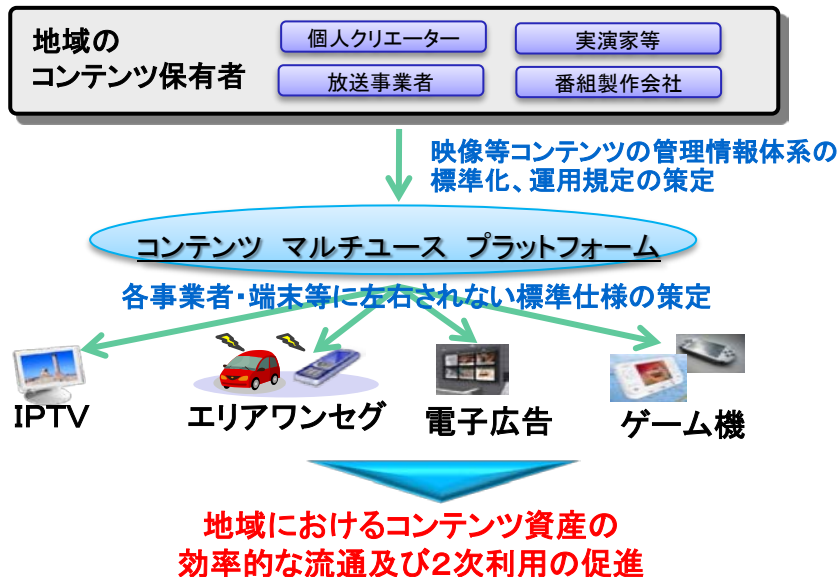 地域の
コンテンツ保有者
個人クリエーター
実演家等
放送事業者
番組製作会社
映像等コンテンツの管理情報体系の
標準化、運用規定の策定
コンテンツ　マルチユース　プラットフォーム
各事業者・端末等に左右されない標準仕様の策定
IPTV
エリアワンセグ
電子広告
ゲーム機
地域におけるコンテンツ資産の
効率的な流通及び２次利用の促進